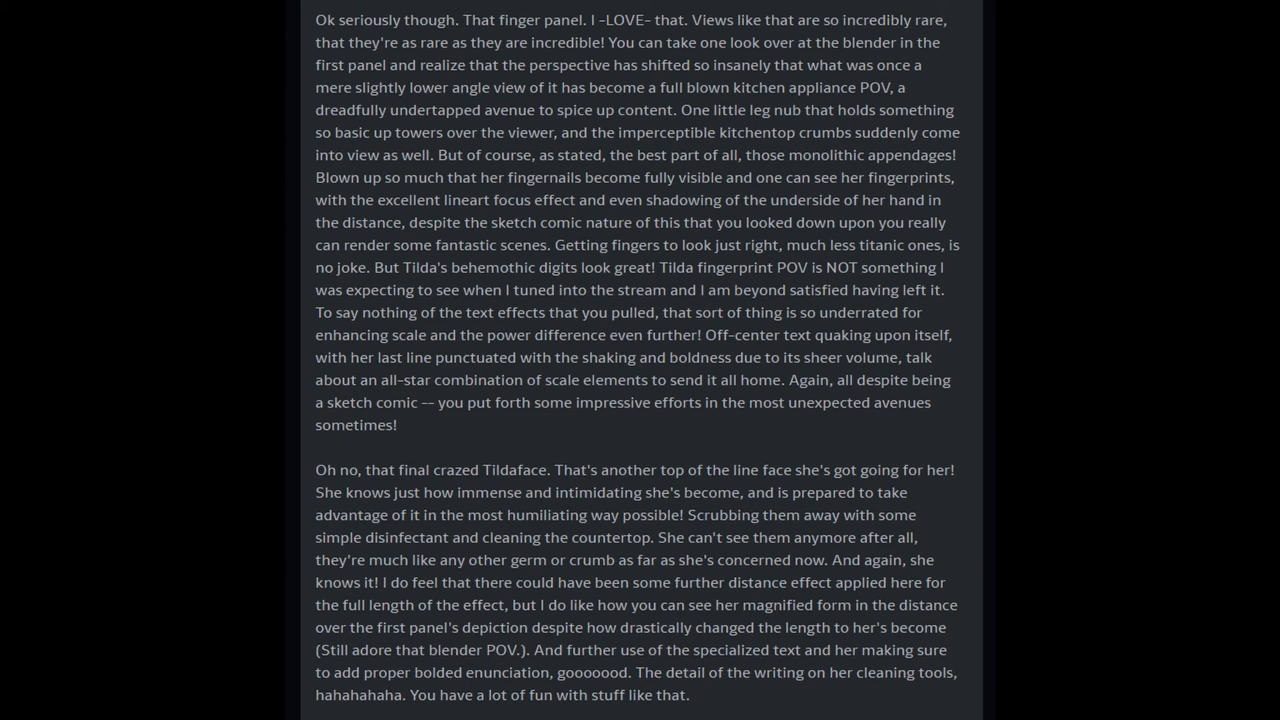 Ok seriously though. That finger panel. I -LOVE- that. Views like that are so incredibly rare,
that they're as rare as they are incredible! You can take one look over at the blender in the
first panel and realize that the perspective has shifted so insanely that what was once a
mere slightly lower angle view of it has become a full blown kitchen appliance POV, a
dreadfully undertapped avenue to spice up content. One little leg nub that holds something
so basic up towers over the viewer, and the imperceptible kitchentop crumbs suddenly come
into view as well. But of course, as stated, the best part of all, those monolithic appendages!
Blown up so much that her fingernails become fully visible and one can see her fingerprints,
with the excellent lineart focus effect and even shadowing of the underside of her hand in
the distance, despite the sketch comic nature of this that you looked down upon you really
can render some fantastic scenes. Getting fingers to look just right, much less titanic ones, is
no joke. But Tilda's behemothic digits look great! Tilda fingerprint POV is NOT something I
was expecting to see when I tuned into the stream and I am beyond satisfied having left it.
To say nothing of the text effects that you pulled, that sort of thing is so underrated for
enhancing scale and the power difference even further! Off-center text quaking upon itself,
with her last line punctuated with the shaking and boldness due to its sheer volume, talk
about an all-star combination of scale elements to send it all home. Again, all despite being
a sketch comic -- you put forth some impressive efforts in the most unexpected avenues
sometimes!

Oh no, that final crazed Tildaface. That's another top of the line face she's got going for her!
She knows just how immense and intimidating she's become, and is prepared to take
advantage of it in the most humiliating way possible! Scrubbing them away with some
simple disinfectant and cleaning the countertop. She can't see them anymore after all,
they're much like any other germ or crumb as far as she's concerned now. And again, she
knows it! I do feel that there could have been some further distance effect applied here for
the full length of the effect, but I do like how you can see her magnified form in the distance
over the first panel's depiction despite how drastically changed the length to her's become
(Still adore that blender POV.). And further use of the specialized text and her making sure
to add proper bolded enunciation, gooooood. The detail of the writing on her cleaning tools,
hahahahaha. You have a lot of fun with stuff like that.